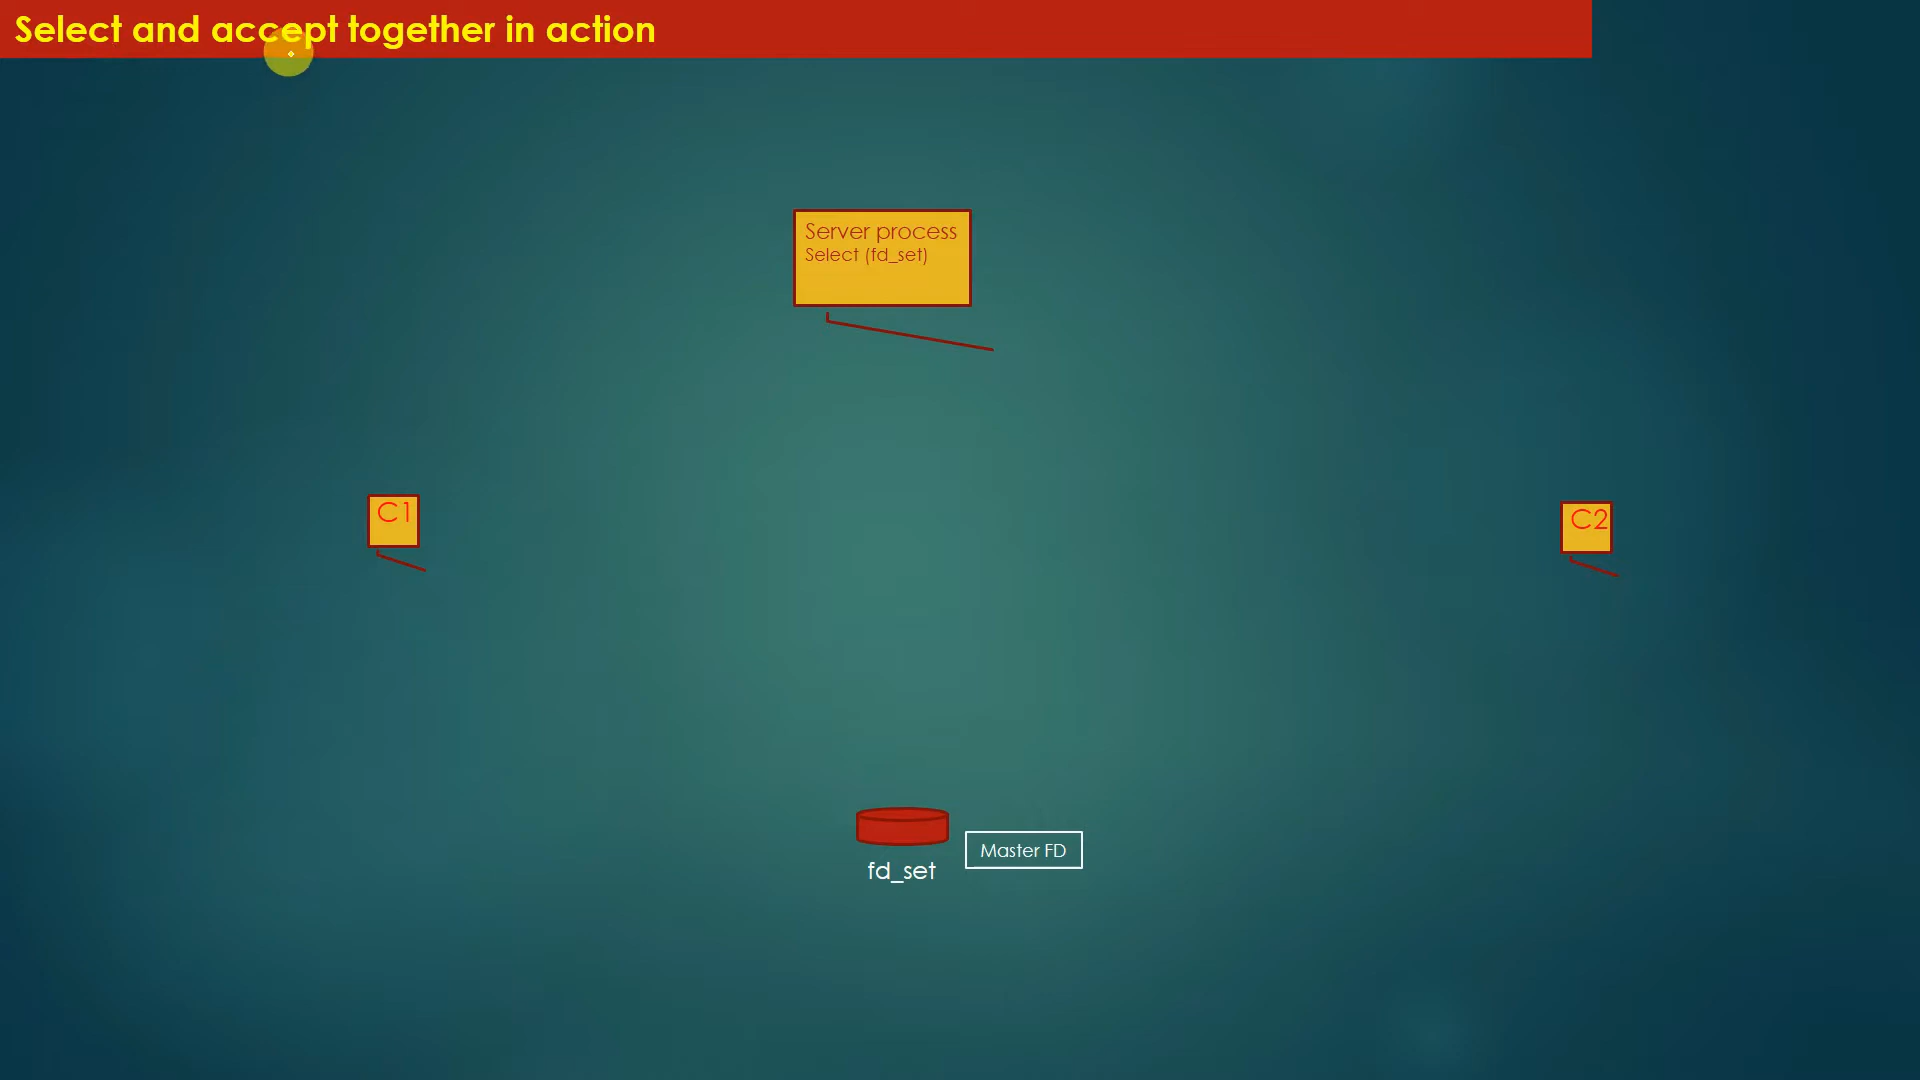 Select and accept together in action
Server process
Select (fd_set)
C1
C2
fd_set
Master FD